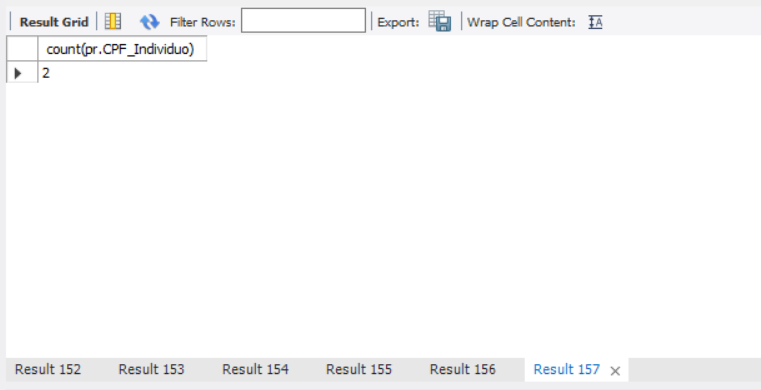 Result Grid Filter Rows: Export: Wrap Cell Content: IA
count(pr.CPF_Individuo)
2
Result 152 Result 153 Result 154 Result 155 Result 156 Result 157 ×